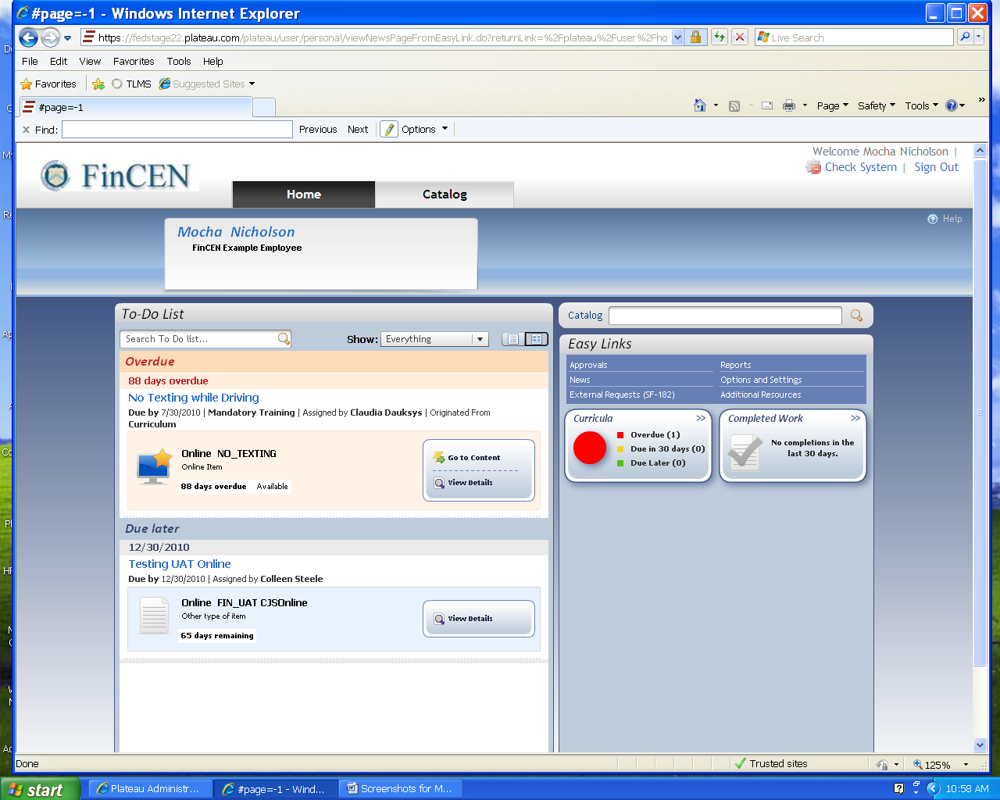 #page=-1 - Windows Internet Explorer
https://fedstage22.plateau.com/plateau/user/personal/viewNewsPageFromEasyLink.do?returnLink=%2Fplateau%2Fuser%2Fho
Live Search
File Edit View Favorites Tools Help
Favorites TLMS Suggested Sites
#page=-1
Page Safety Tools
x Find: Previous Next Options
Welcome Mocha Nicholson |
FinCEN
Check System | Sign Out
Home Catalog
Help
Mocha Nicholson
FinCEN Example Employee
To-Do List
Search To Do list...
Show: Everything
Overdue
88 days overdue
No Texting while Driving
Due by 7/30/2010 | Mandatory Training | Assigned by Claudia Dauksys | Originated From
Curriculum
Online NO_TEXTING
Online Item
88 days overdue Available
Go to Content
View Details
Due later
12/30/2010
Testing UAT Online
Due by 12/30/2010 | Assigned by Colleen Steele
Online FIN_UAT CJSOnline
Other type of item
65 days remaining
View Details
Catalog
Easy Links
Approvals
Reports
News
Options and Settings
External Requests (SF-182)
Additional Resources
Curricula >>
Overdue (1)
Due in 30 days (0)
Due Later (0)
Completed Work >>
No completions in the
last 30 days.
Done
Trusted sites
125%
start
Plateau Administr...
#page=-1 - Wind...
Screenshots for M...
10:58 AM